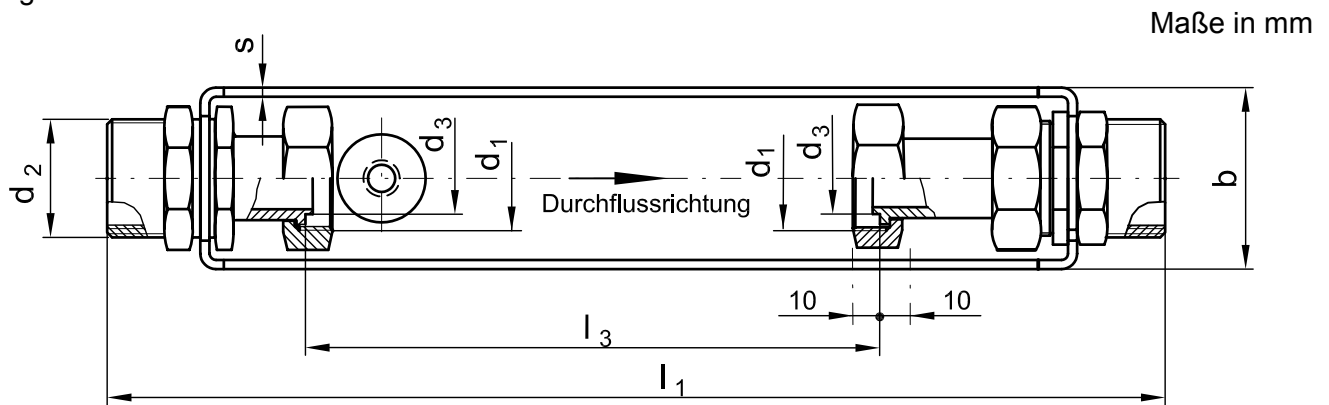 g
Maße in mm
s
d2
d3
d1
Durchflussrichtung
d1
d3
b
10
10
l3
l1